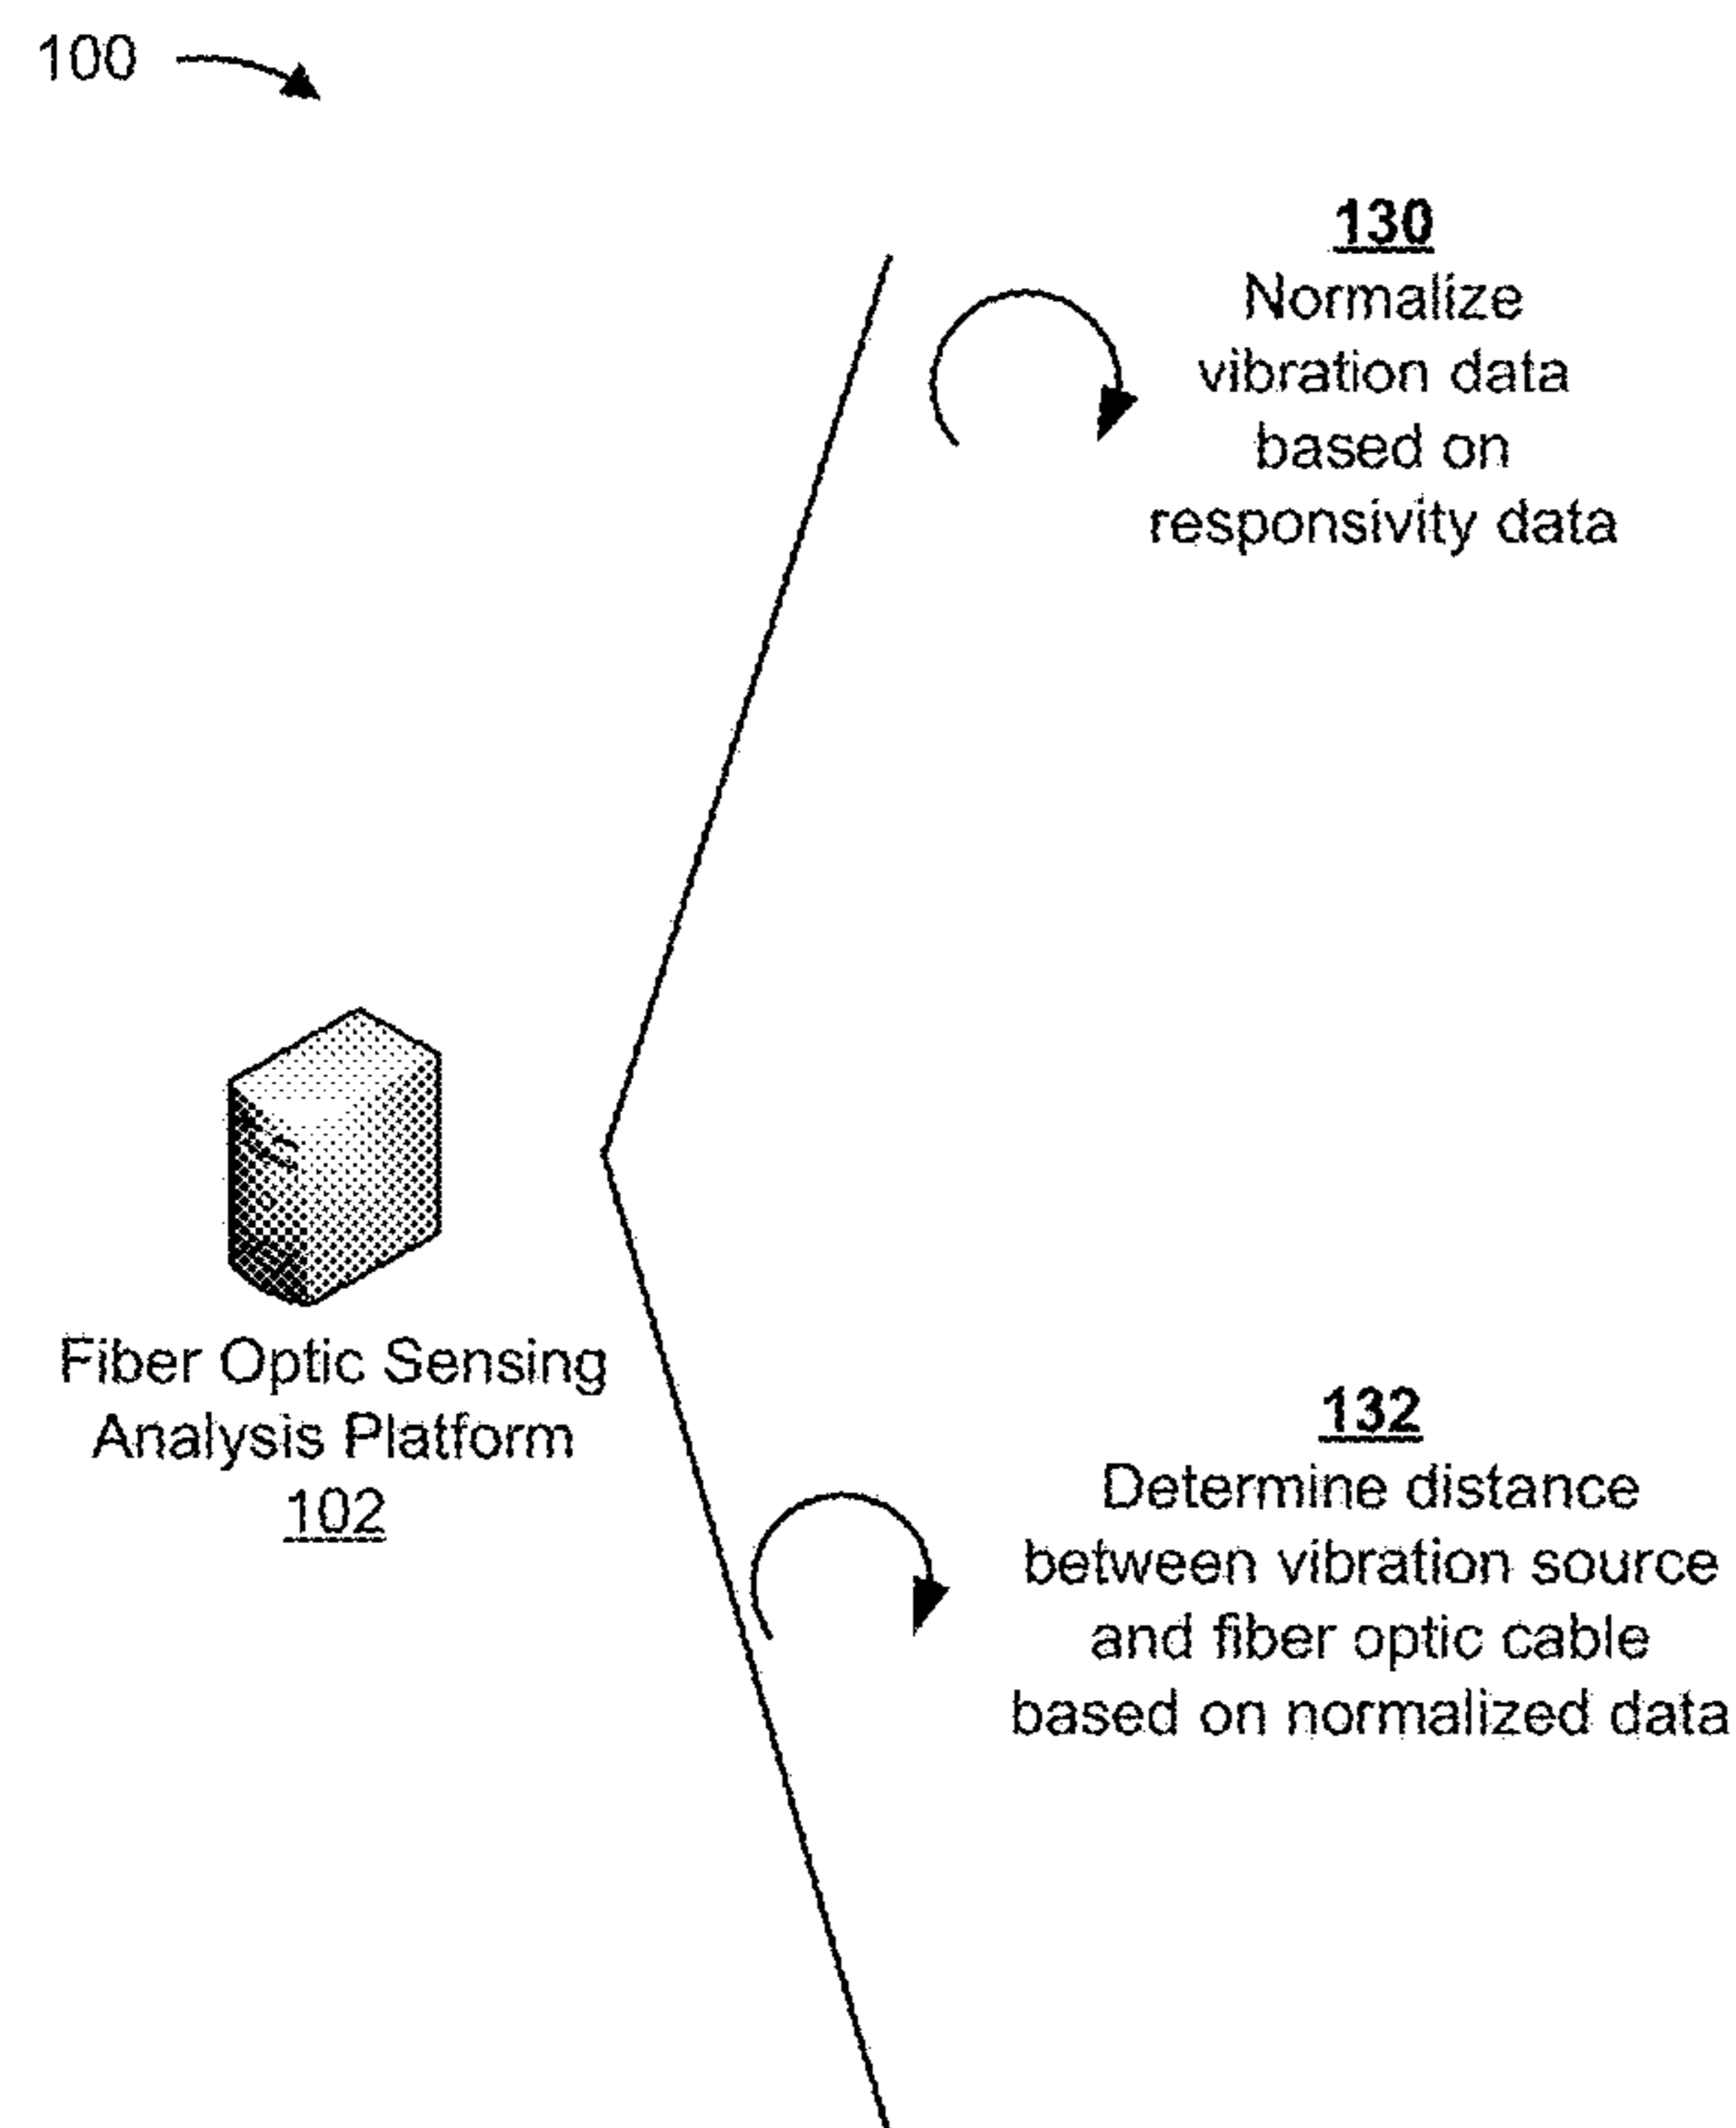 100
130
Normalize
vibration data
based on
responsivity data
Fiber Optic Sensing
Analysis Platform
102
132
Determine distance
between vibration source
and fiber optic cable
based on normalized data